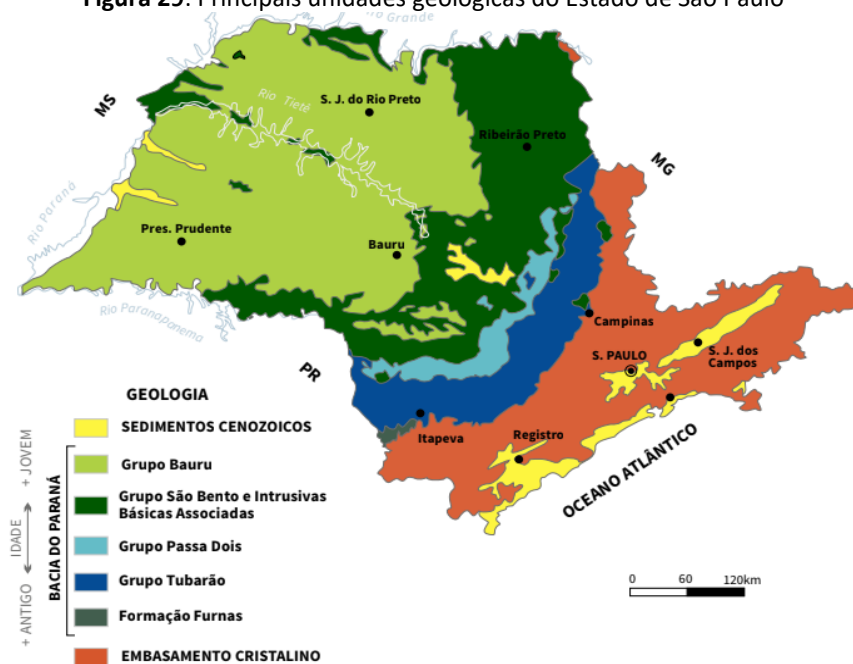 Figura 29: Principais unidades geológicas do Estado de São Paulo
Rio Grande
MS
Rio Tietê
S. J. do Rio Preto
Ribeirão Preto
MG
Rio Paraná
Pres. Prudente
Bauru
Rio Paranapanema
Campinas
S. PAULO
S. J. dos
Campos
PR
Itapeva
Registro
OCEANO ATLÂNTICO
GEOLOGIA
SEDIMENTOS CENOZOICOS
Grupo Bauru
Grupo São Bento e Intrusivas
Básicas Associadas
Grupo Passa Dois
Grupo Tubarão
Formação Furnas
EMBASAMENTO CRISTALINO
BACIA DO PARANÁ
+ ANTIGO
IDADE
+ JOVEM
0 60 120km